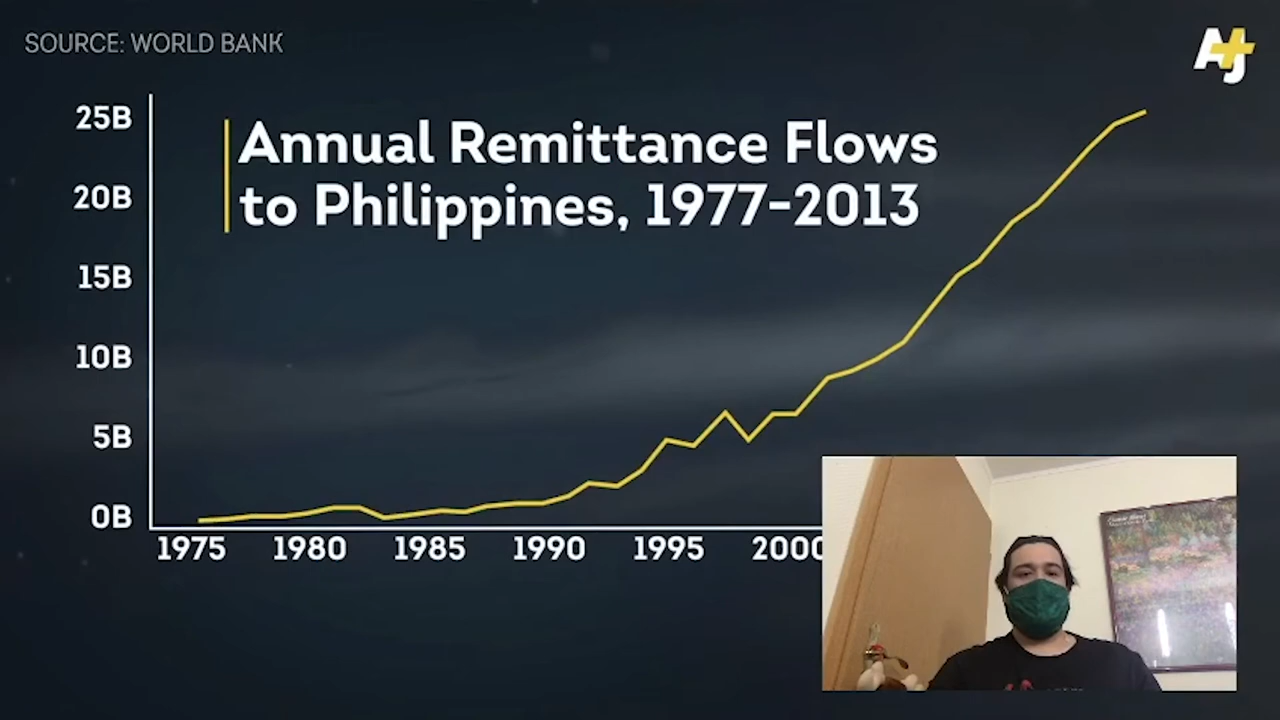 SOURCE: WORLD BANK
AJ+
Annual Remittance Flows
to Philippines, 1977-2013
25B
20B
15B
10B
5B
0B
1975 1980 1985 1990 1995 2000